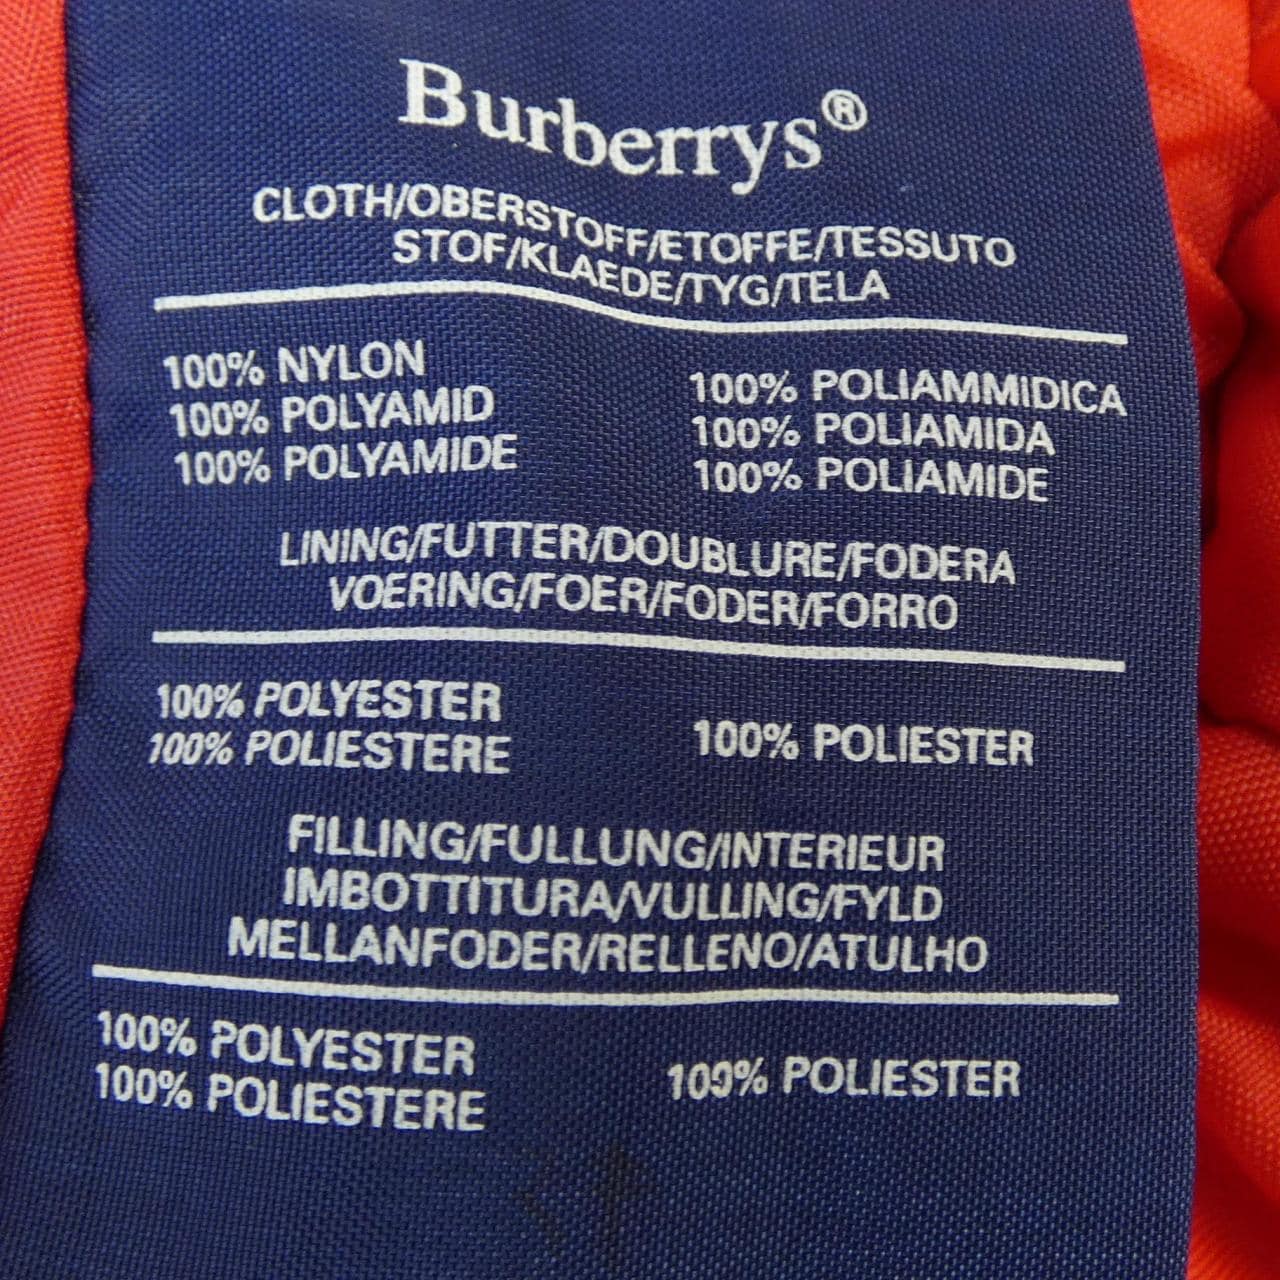 Burberrys®
CLOTH/OBERSTOFF/ETOFFE/TESSUTO
STOF/KLAEDE/TYG/TELA
100% NYLON
100% POLYAMID
100% POLYAMIDE
100% POLIAMMIDICA
100% POLIAMIDA
100% POLIAMIDE
LINING/FUTTER/DOUBLURE/FODERA
VOERING/FOER/FODER/FORRO
100% POLYESTER
100% POLIESTERE
100% POLIESTER
FILLING/FULLUNG/INTERIEUR
IMBOTTITURA/VULLING/FYLD
MELLANFODER/RELLENO/ATULHO
100% POLYESTER
100% POLIESTERE
100% POLIESTER